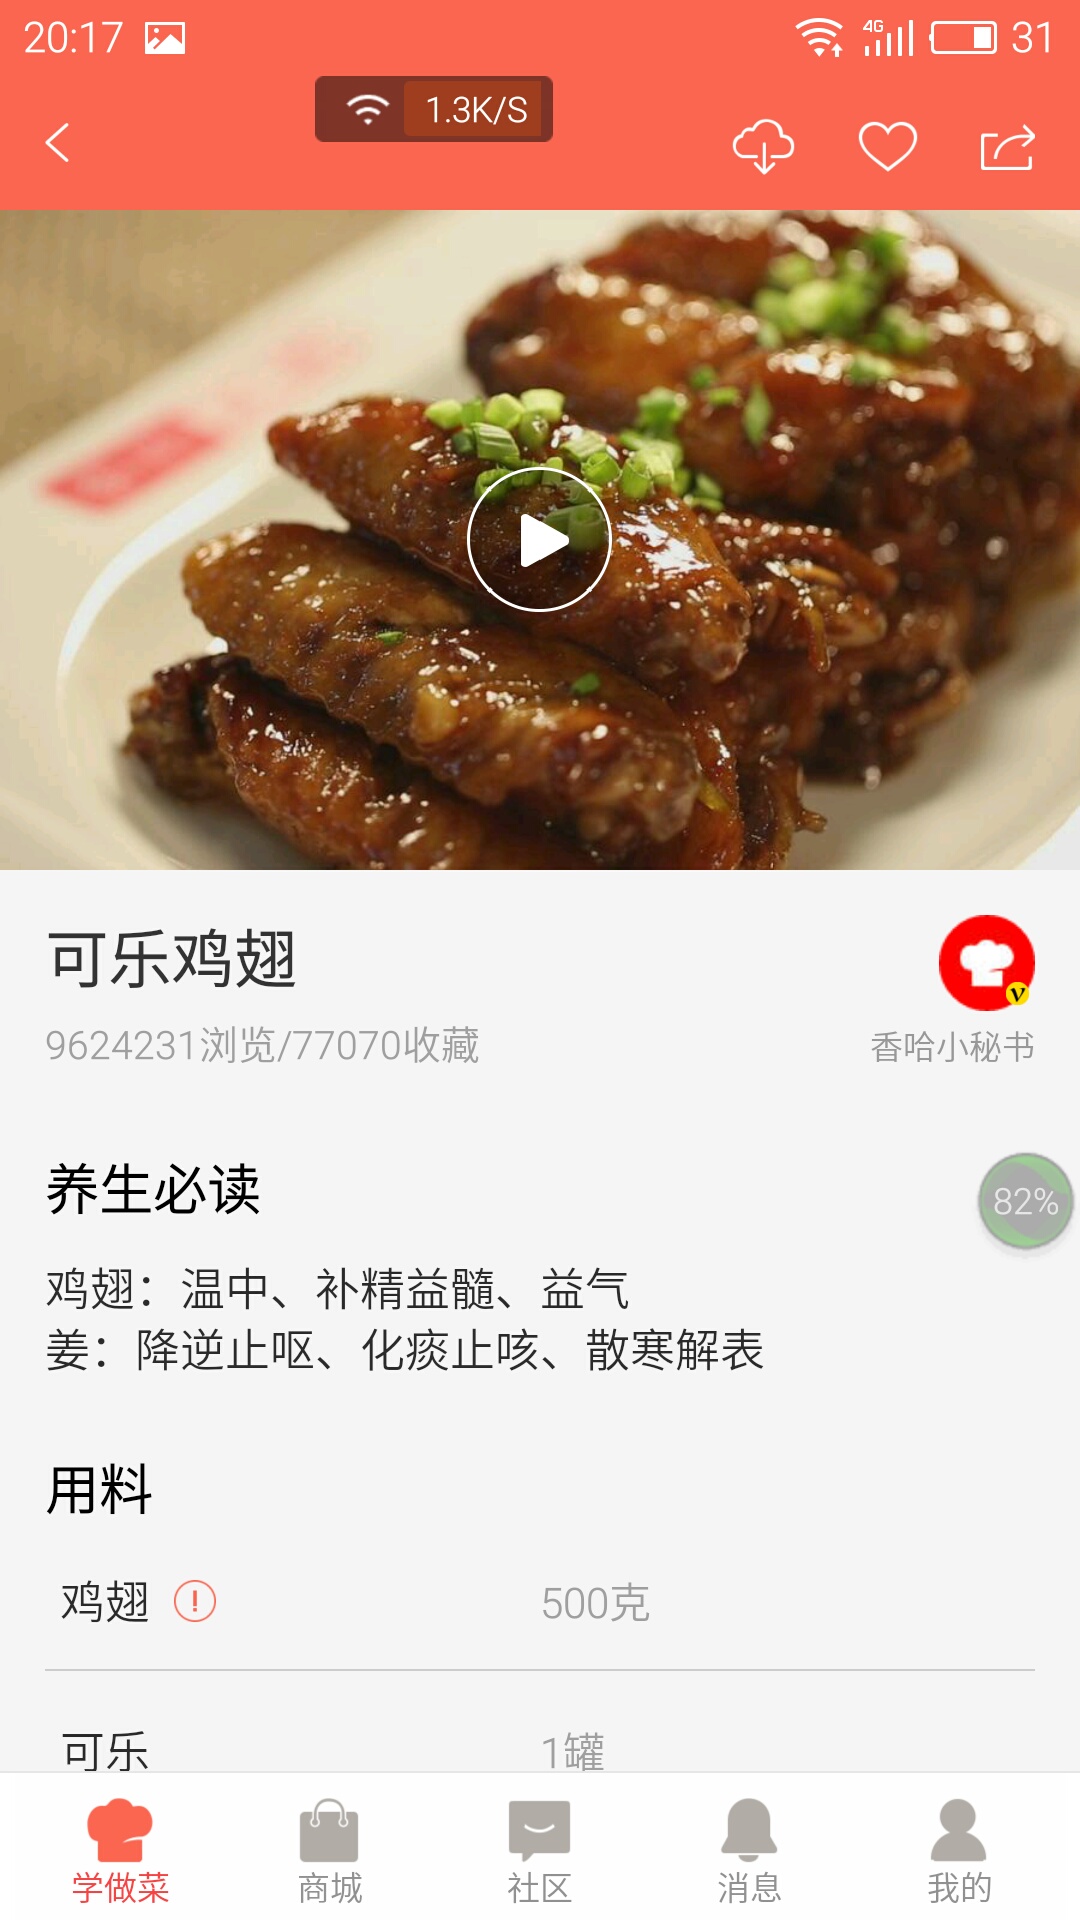 20:17
4G
31
1.3K/S
可乐鸡翅
9624231浏览/77070收藏
v
香哈小秘书
养生必读
82%
鸡翅：温中、补精益髓、益气
姜：降逆止呕、化痰止咳、散寒解表
用料
鸡翅 ! 500克
可乐 1罐
学做菜 商城 社区 消息 我的